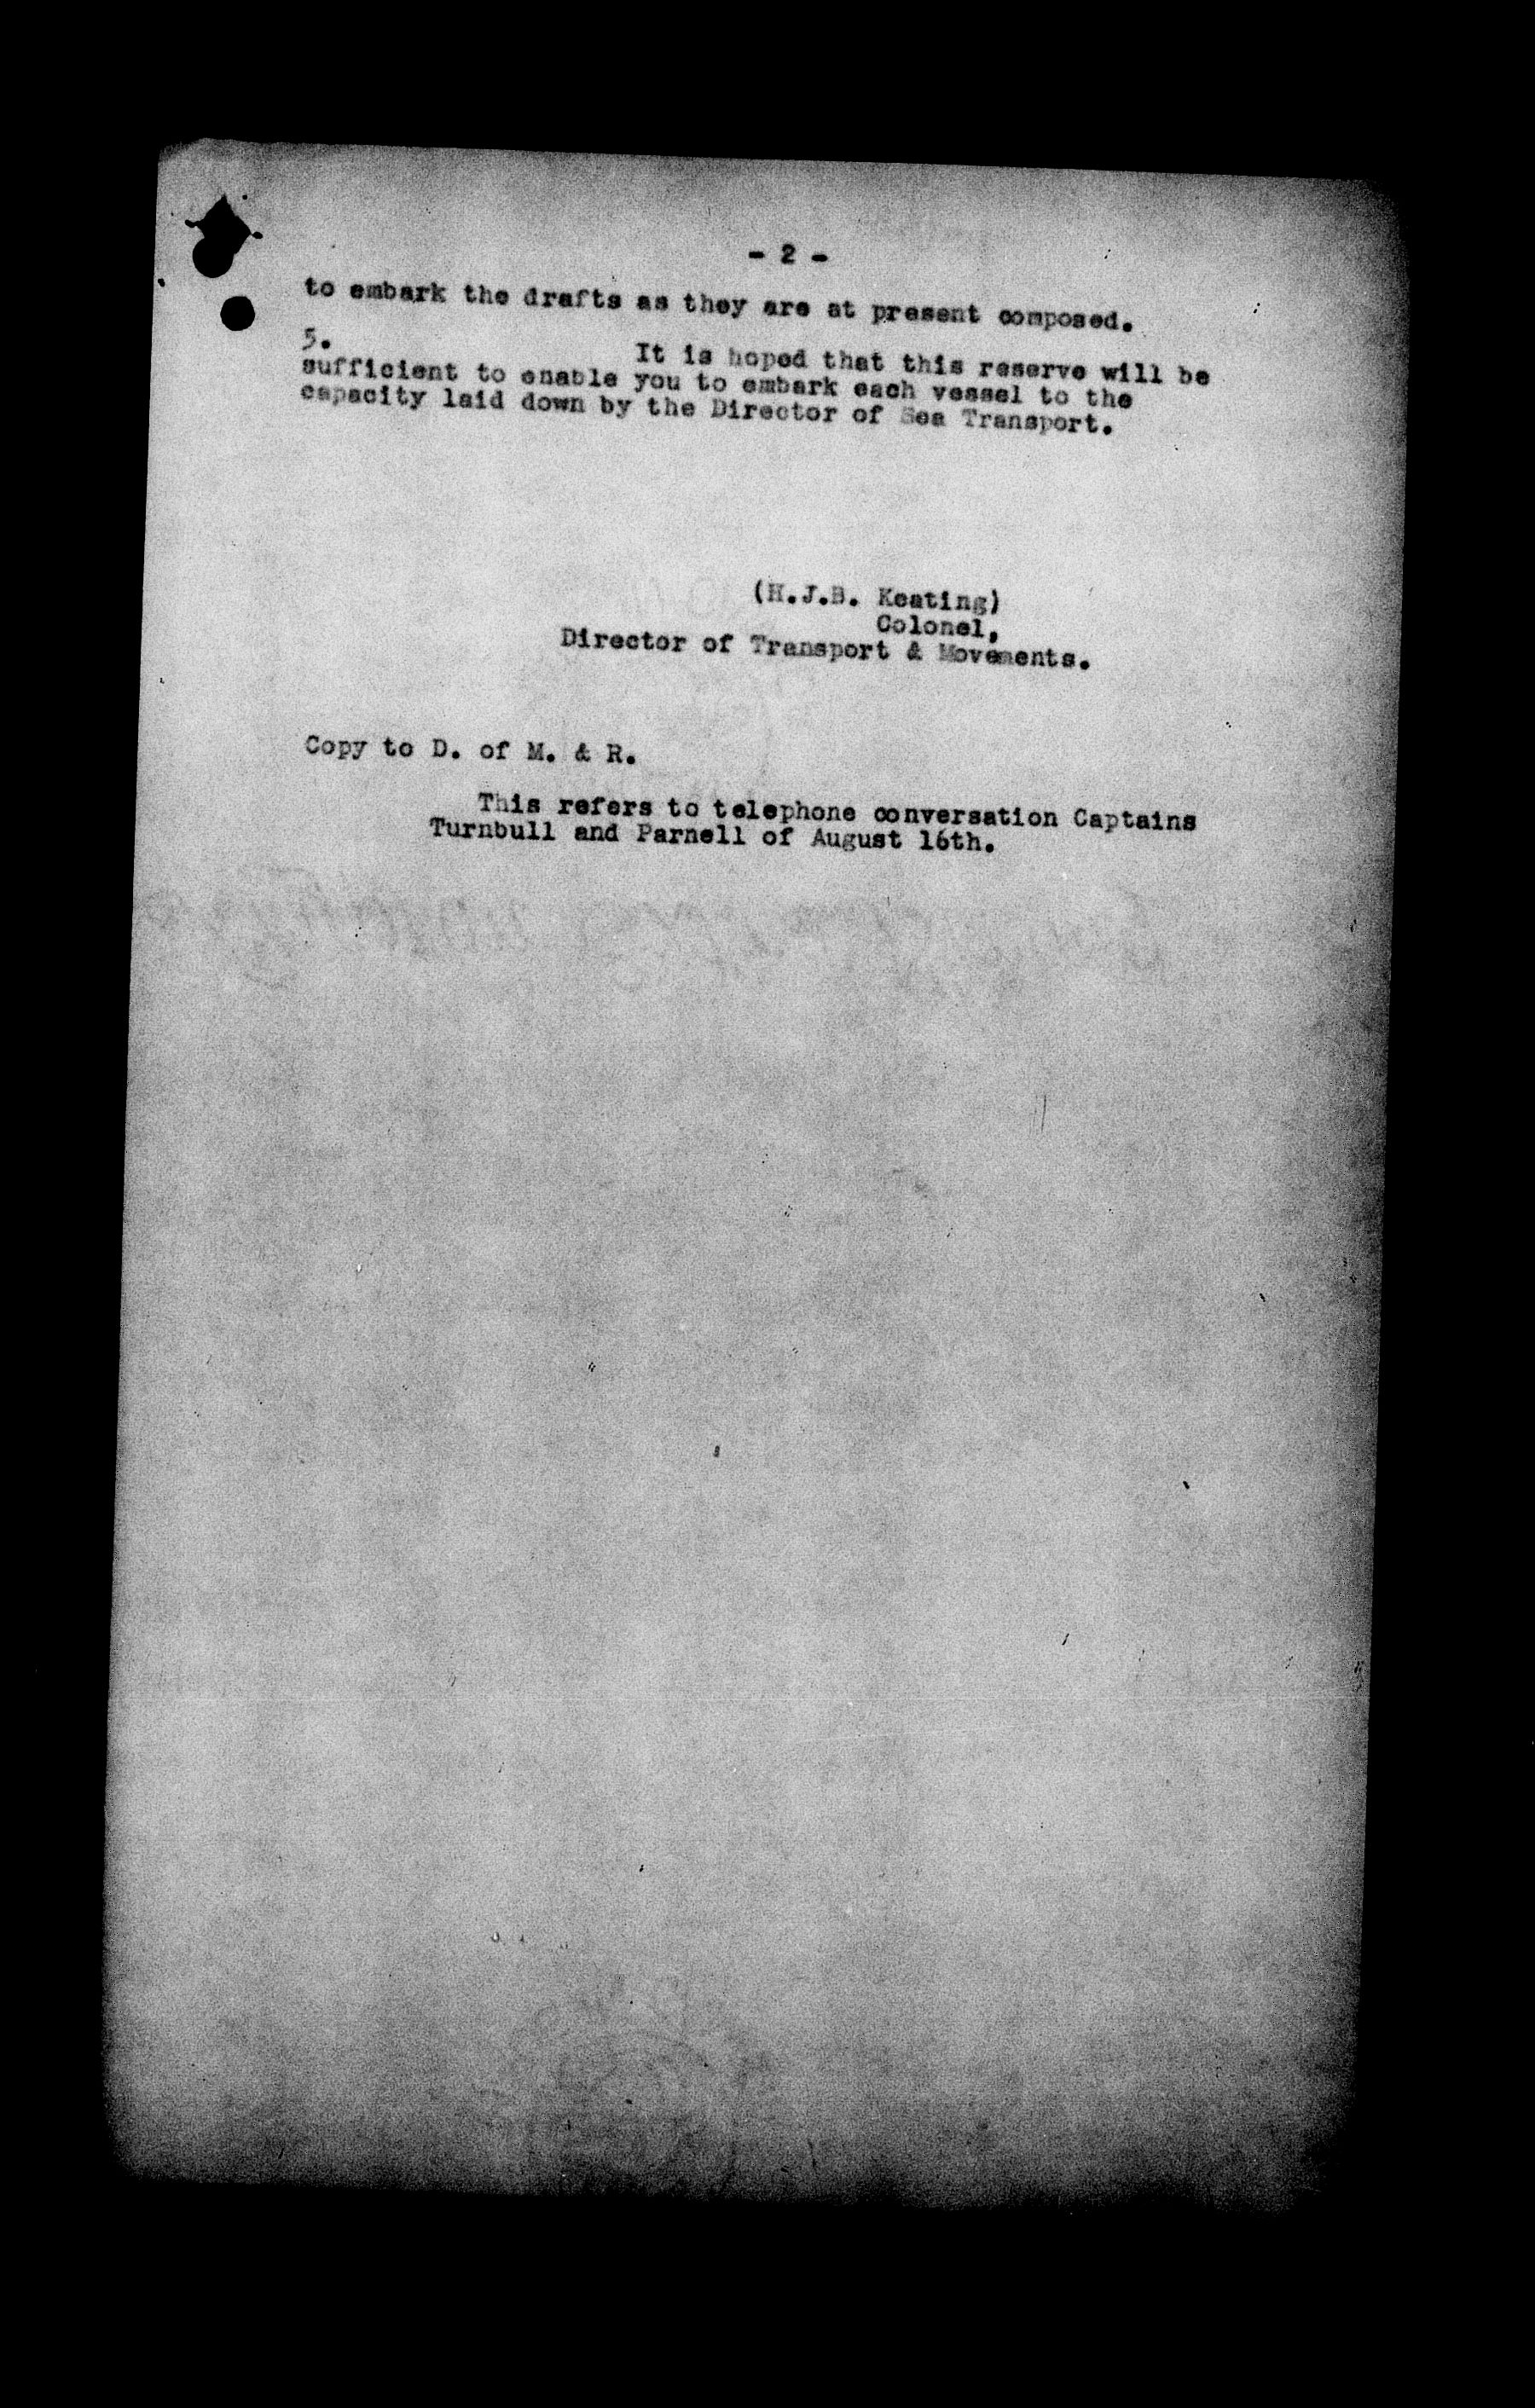 - 2 -
to embark the drafts as they are at present composed.
5.
It is hoped that this reserve will be
sufficient to enable you to embark each vessel to the
capacity laid down by the Director of Sea Transport.
(H.J.B. Keating)
Colonel,
Director of Transport & Movements.
Copy to D. of M. & R.
This refers to telephone conversation Captains
Turnbull and Parnell of August 16th.